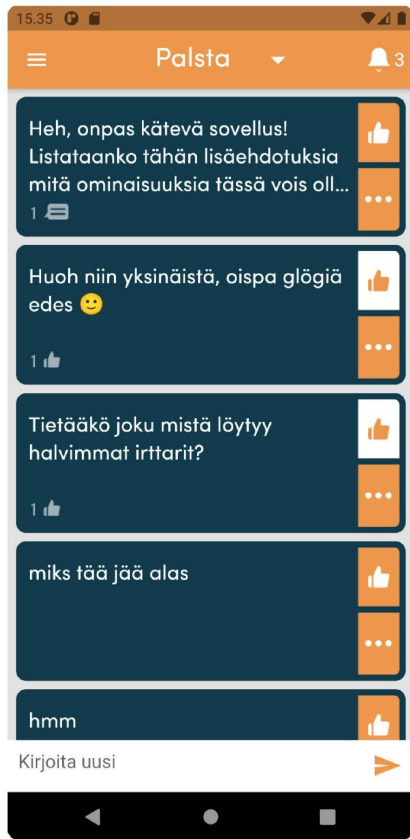 15.35
Palsta
3
Heh, onpas kätevä sovellus!
Listataanko tähän lisäehdotuksia
mitä ominaisuuksia tässä vois oll...
1
Huoh niin yksinäistä, oispa glögiä
edes 🙂
1
Tietääkö joku mistä löytyy
halvimmat irttarit?
1
miks tää jää alas
hmm
Kirjoita uusi